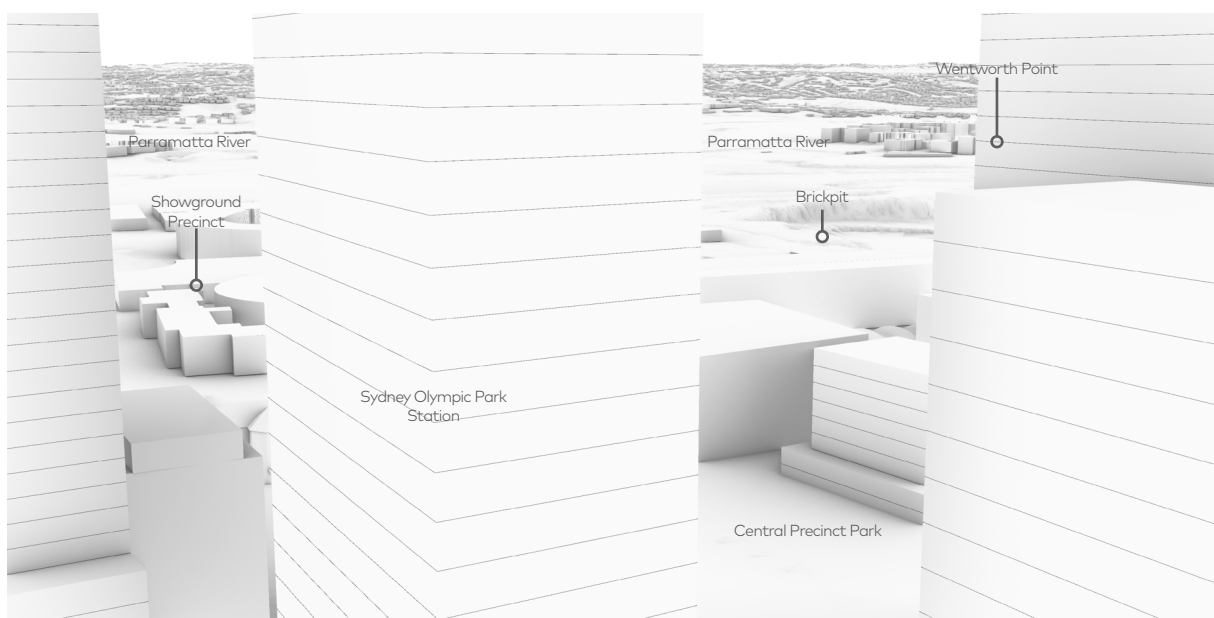 Wentworth Point
Parramatta River
Parramatta River
Showground
Precinct
Brickpit
Sydney Olympic Park
Station
Central Precinct Park